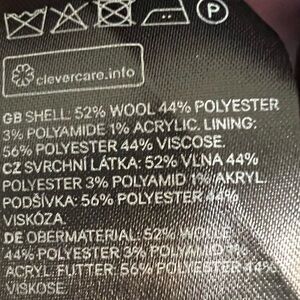 P
clevercare.info
GB SHELL: 52% WOOL 44% POLYESTER
3% POLYAMIDE 1% ACRYLIC. LINING:
56% POLYESTER 44% VISCOSE.
CZ SVRCHNÍ LÁTKA: 52% VLNA 44%
POLYESTER 3% POLYAMID 1% AKRYL.
PODŠÍVKA: 56% POLYESTER 44%
VISKÓZA
DE OBERMATERIAL: 52% WOLLE
44% POLYESTER 3% POLYAMID 1%
ACRYL. FUTTER: 56% POLYESTER 44%
VISKOSE.